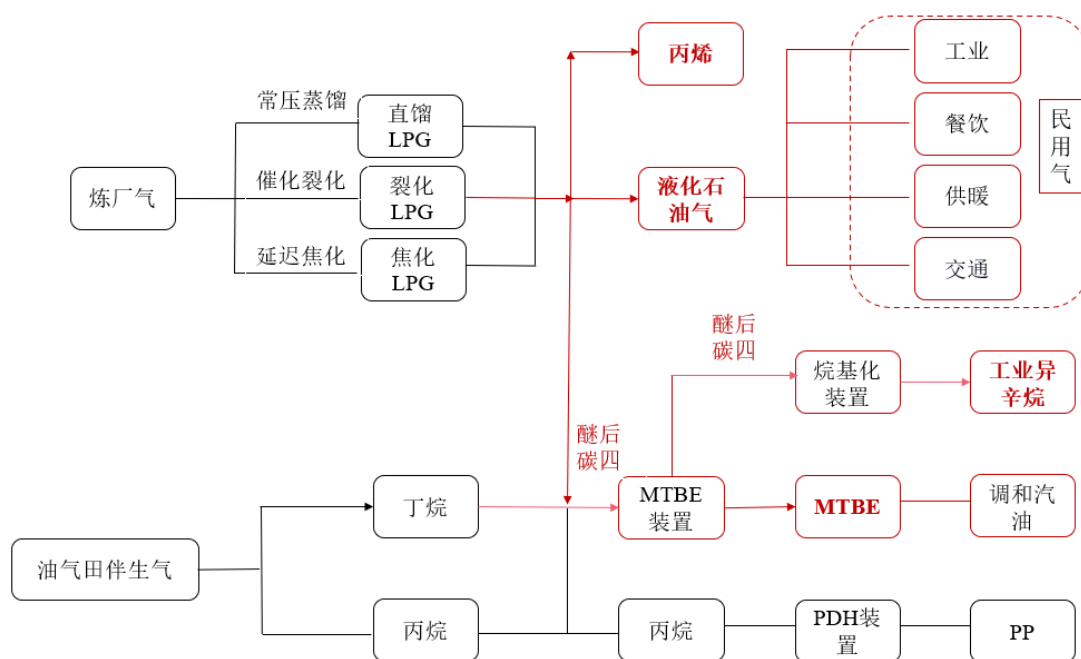 丙烯
工业
常压蒸馏
直馏
LPG
餐饮
民
用
气
炼厂气
催化裂化
裂化
LPG
液化石
油气
供暖
延迟焦化
焦化
LPG
交通
醚后
碳四
烷基化
装置
工业异
辛烷
醚后
碳四
丁烷
MTBE
装置
MTBE
调和汽
油
油气田伴生气
丙烷
丙烷
PDH装
置
PP